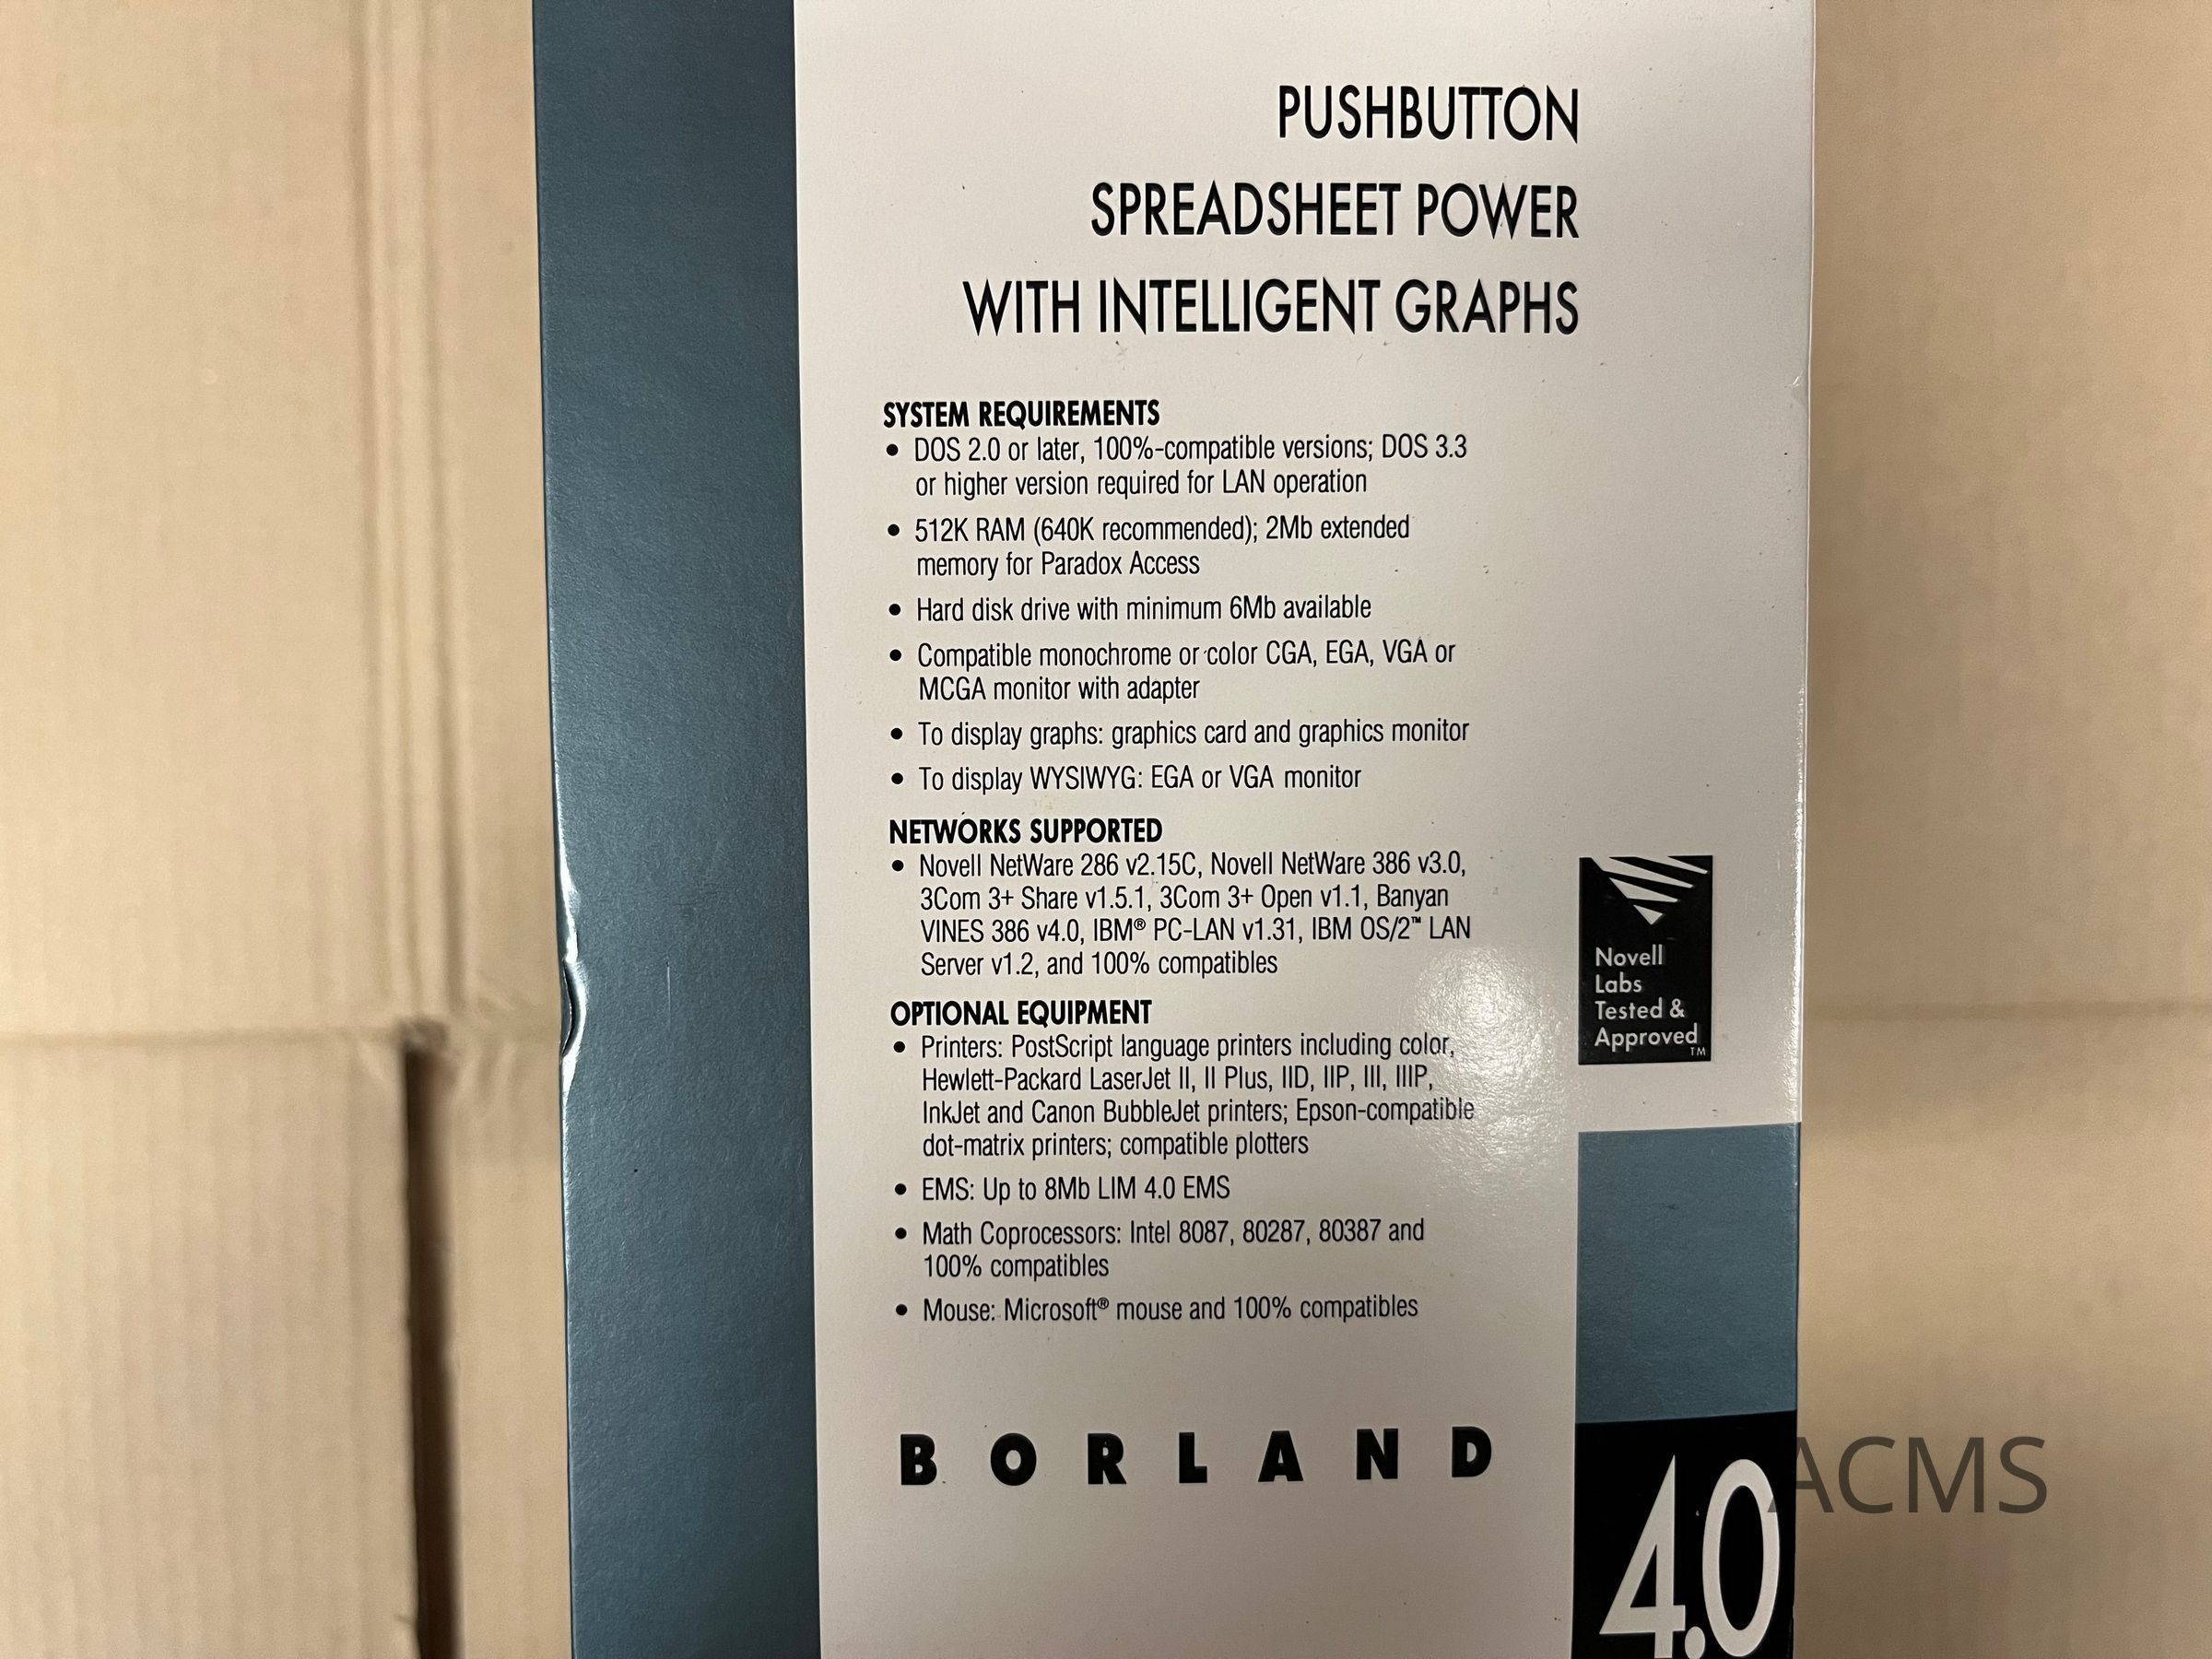 PUSHBUTTON
SPREADSHEET POWER
WITH INTELLIGENT GRAPHS
SYSTEM REQUIREMENTS
• DOS 2.0 or later, 100%-compatible versions; DOS 3.3
or higher version required for LAN operation
• 512K RAM (640K recommended); 2Mb extended
memory for Paradox Access
• Hard disk drive with minimum 6Mb available
• Compatible monochrome or color CGA, EGA, VGA or
MCGA monitor with adapter
• To display graphs: graphics card and graphics monitor
• To display WYSIWYG: EGA or VGA monitor
NETWORKS SUPPORTED
• Novell NetWare 286 v2.15C, Novell NetWare 386 v3.0,
3Com 3+ Share v1.5.1, 3Com 3+ Open v1.1, Banyan
VINES 386 v4.0, IBM® PC-LAN v1.31, IBM OS/2™ LAN
Server v1.2, and 100% compatibles
Novell
Labs
Tested &
Approved™
OPTIONAL EQUIPMENT
• Printers: PostScript language printers including color,
Hewlett-Packard LaserJet II, II Plus, IID, IIP, III, IIIP,
InkJet and Canon BubbleJet printers; Epson-compatible
dot-matrix printers; compatible plotters
• EMS: Up to 8Mb LIM 4.0 EMS
• Math Coprocessors: Intel 8087, 80287, 80387 and
100% compatibles
• Mouse: Microsoft® mouse and 100% compatibles
BORLAND
4.0
ACMS